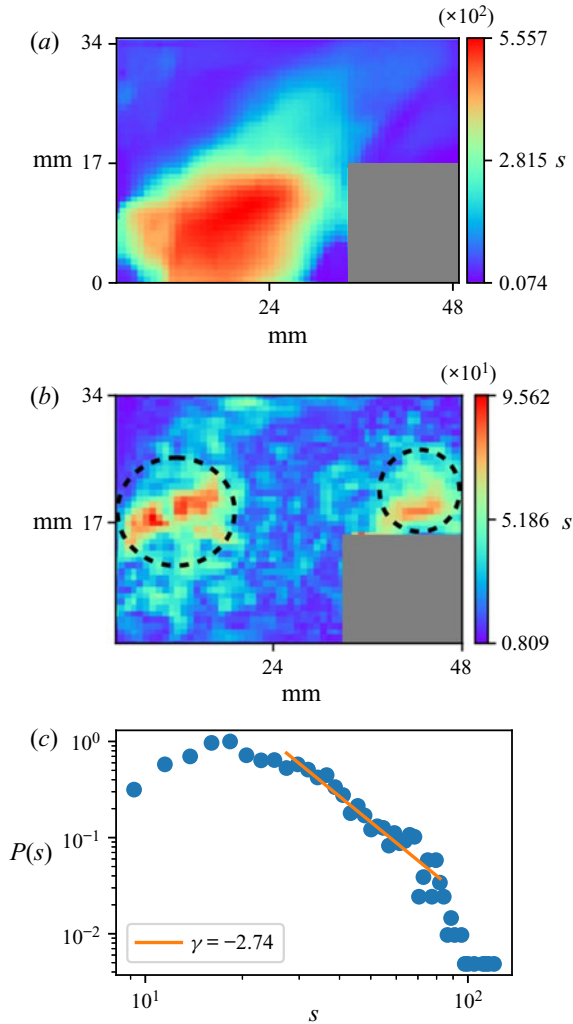 (×10²)
(a)
34
5.557
mm
17
2.815
s
0
0.074
24
48
mm
(×10¹)
(b)
34
9.562
mm
17
5.186
s
0.809
24
48
mm
(c)
10⁰
10⁻¹
P(s)
10⁻²
γ = −2.74
10¹
10²
s